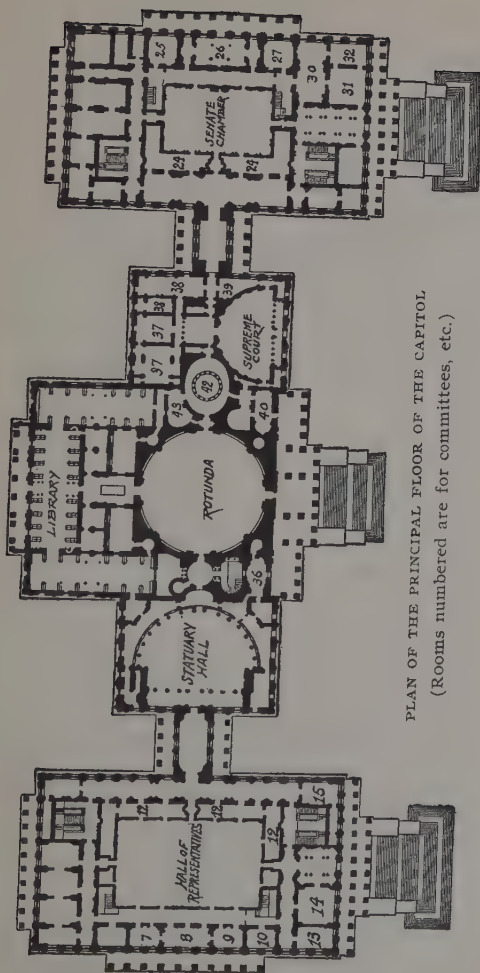 25
26
27
30
32
31
SENATE
CHAMBER
24
24
38
39
38
37
37
SUPREME
COURT
42
43
40
LIBRARY
ROTUNDA
36
STATUARY
HALL
12
12
12
15
HALL OF
REPRESENTATIVES
7
8
9
10
14
13
PLAN OF THE PRINCIPAL FLOOR OF THE CAPITOL
(Rooms numbered are for committees, etc.)